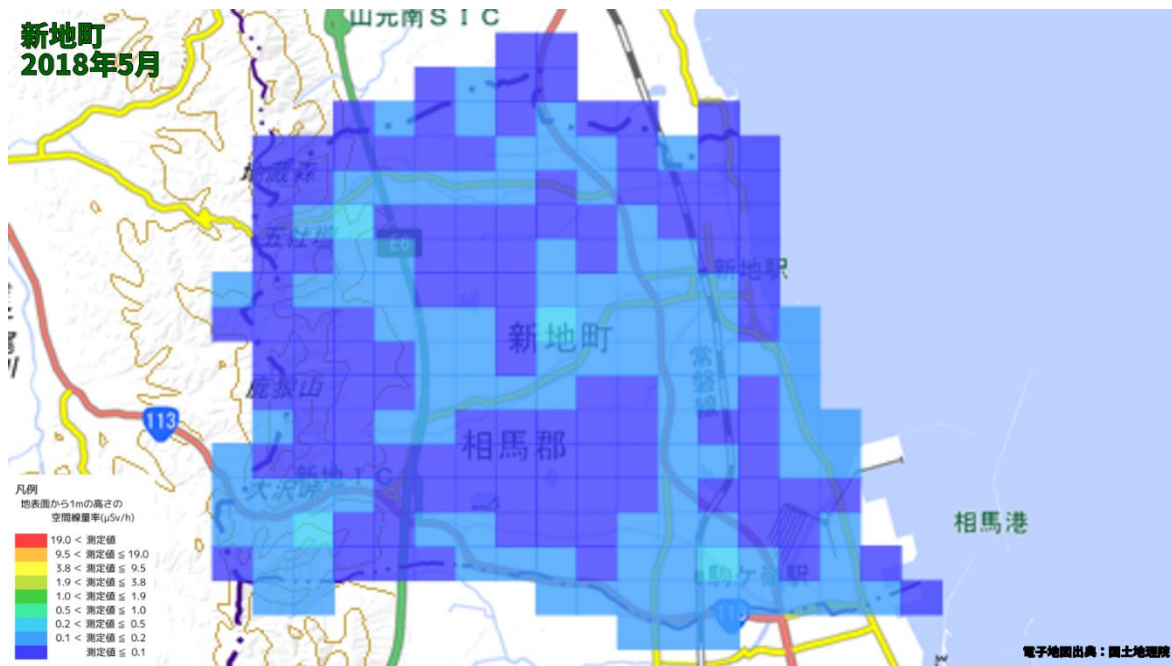 新地町
2018年5月
山元南ＳＩＣ
地蔵森
五社壇
E6
新地駅
新地町
常磐線
鹿狼山
113
相馬郡
新地ＩＣ
大沢峠
相馬港
駒ケ嶺駅
113
凡例
地表面から1mの高さの
空間線量率(μSv/h)
19.0 < 測定値
9.5 < 測定値 ≤ 19.0
3.8 < 測定値 ≤ 9.5
1.9 < 測定値 ≤ 3.8
1.0 < 測定値 ≤ 1.9
0.5 < 測定値 ≤ 1.0
0.2 < 測定値 ≤ 0.5
0.1 < 測定値 ≤ 0.2
測定値 ≤ 0.1
電子地図出典：国土地理院